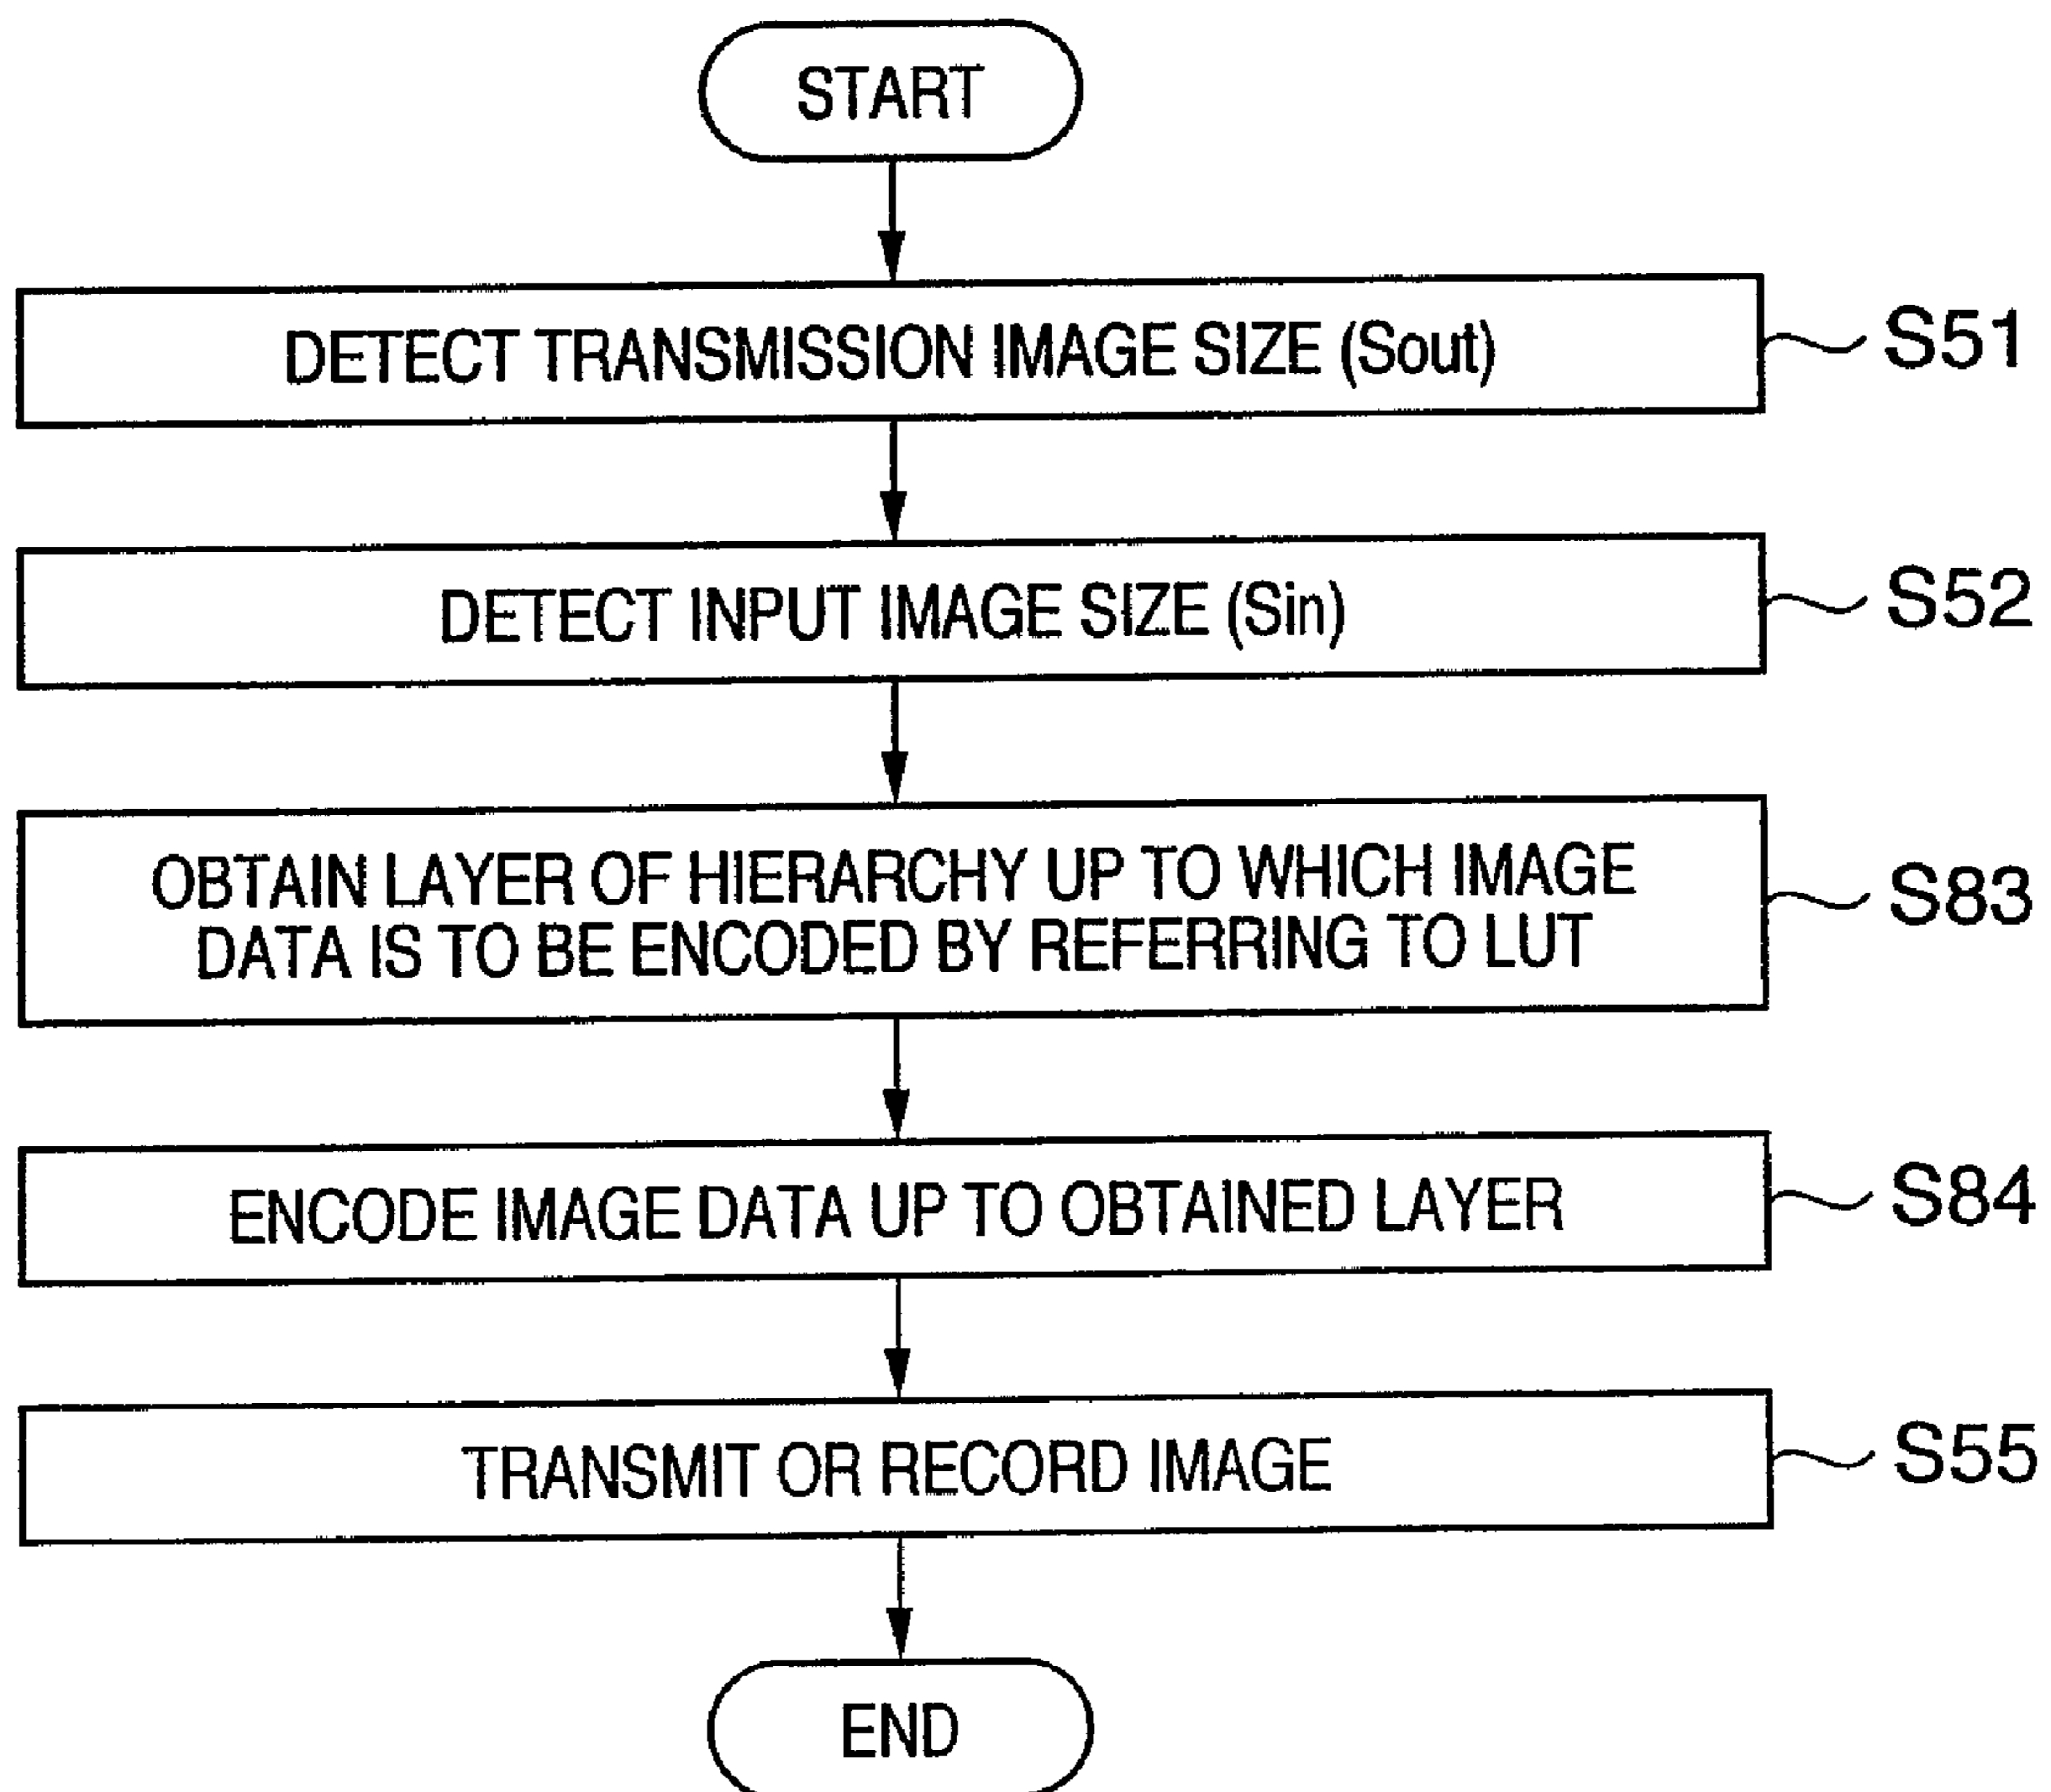 START
DETECT TRANSMISSION IMAGE SIZE (Sout)
S51
DETECT INPUT IMAGE SIZE (Sin)
S52
OBTAIN LAYER OF HIERARCHY UP TO WHICH IMAGE
DATA IS TO BE ENCODED BY REFERRING TO LUT
S83
ENCODE IMAGE DATA UP TO OBTAINED LAYER
S84
TRANSMIT OR RECORD IMAGE
S55
END